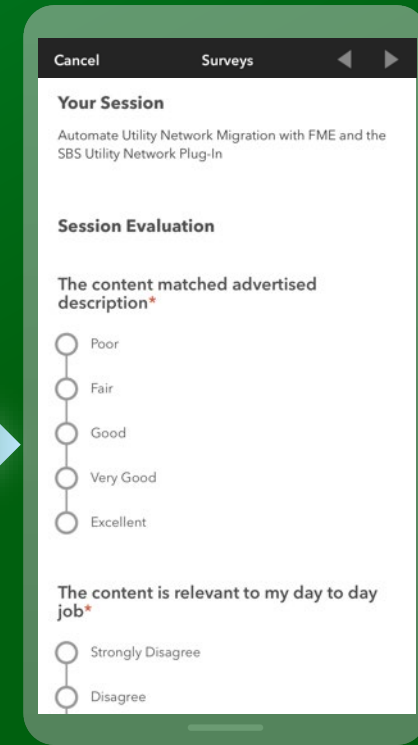 Cancel Surveys
Your Session
Automate Utility Network Migration with FME and the
SBS Utility Network Plug-In
Session Evaluation
The content matched advertised
description*
Poor
Fair
Good
Very Good
Excellent
The content is relevant to my day to day
job*
Strongly Disagree
Disagree